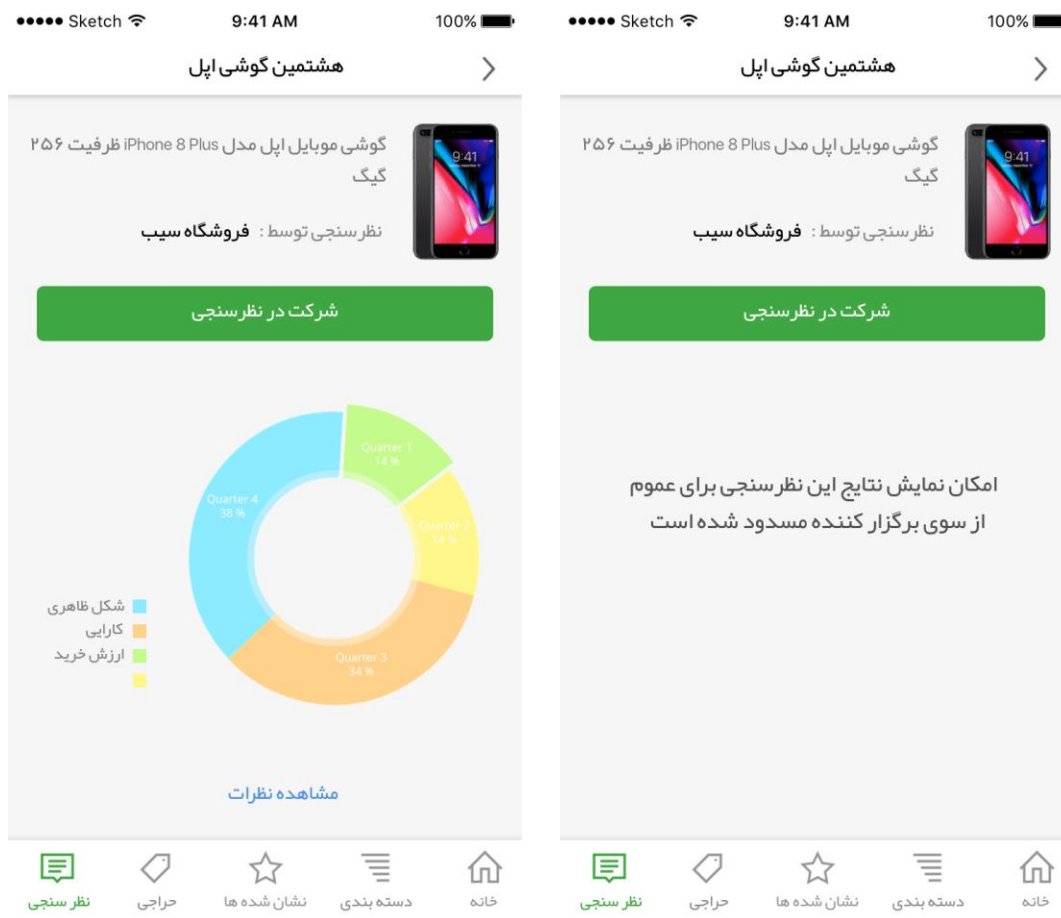 ●●●●● Sketch 9:41 AM 100%
هشتمین گوشی اپل
گوشی موبایل اپل مدل iPhone 8 Plus ظرفیت ۲۵۶
گیگ
9:41
نظرسنجی توسط : فروشگاه سیب
شرکت در نظرسنجی
Quarter 1
14 %
Quarter 4
38 %
Quarter 2
14 %
Quarter 3
34 %
شکل ظاهری
کارایی
ارزش خرید
مشاهده نظرات
خانه
دسته بندی
نشان شده ها
حراجی
نظر سنجی
●●●●● Sketch 9:41 AM 100%
هشتمین گوشی اپل
گوشی موبایل اپل مدل iPhone 8 Plus ظرفیت ۲۵۶
گیگ
9:41
نظرسنجی توسط : فروشگاه سیب
شرکت در نظرسنجی
امکان نمایش نتایج این نظرسنجی برای عموم
از سوی برگزار کننده مسدود شده است
خانه
دسته بندی
نشان شده ها
حراجی
نظر سنجی